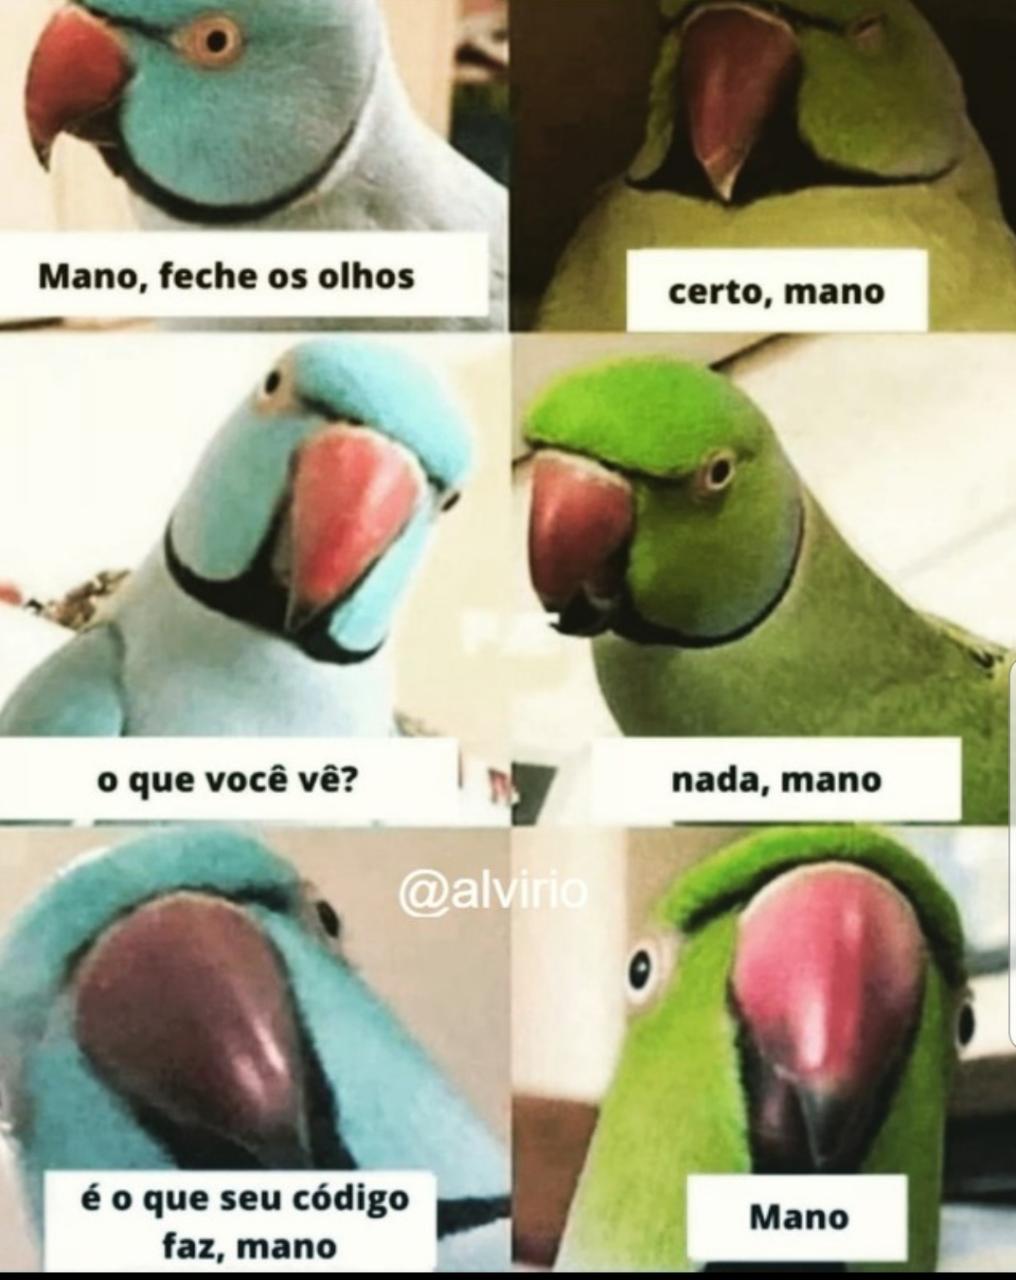 Mano, feche os olhos
certo, mano
o que você vê?
nada, mano
@alvirio
é o que seu código
faz, mano
Mano